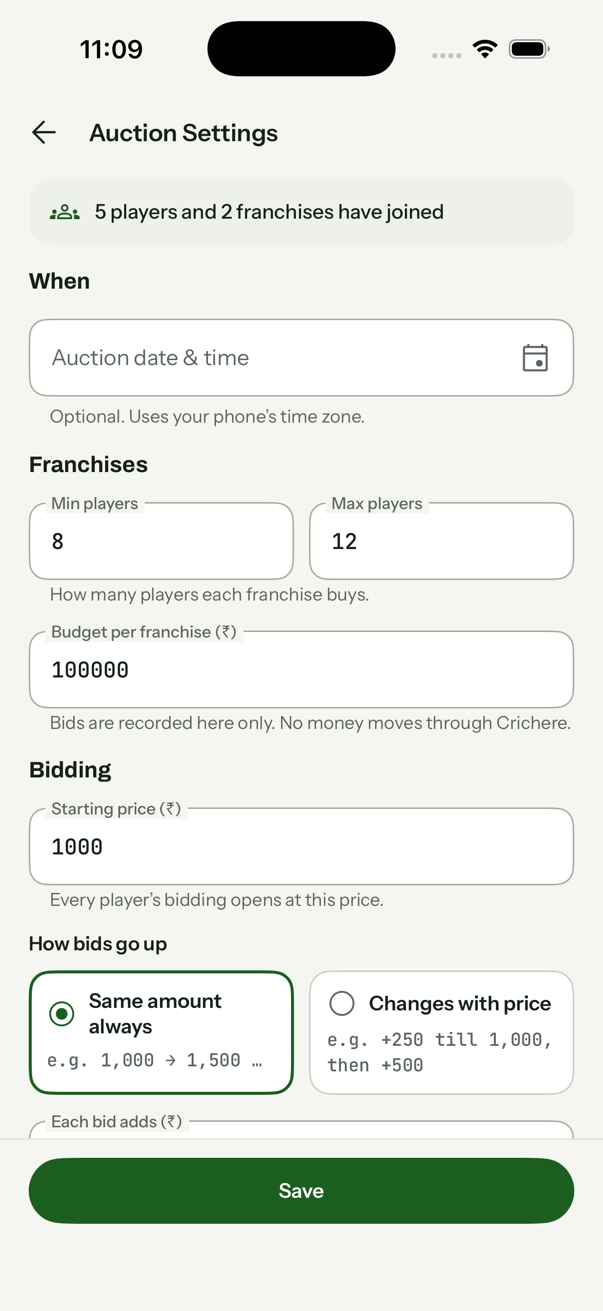 11:09
Auction Settings
5 players and 2 franchises have joined
When
Auction date & time
Optional. Uses your phone’s time zone.
Franchises
Min players
Max players
8
12
How many players each franchise buys.
Budget per franchise (₹)
100000
Bids are recorded here only. No money moves through Crichere.
Bidding
Starting price (₹)
1000
Every player’s bidding opens at this price.
How bids go up
Same amount
always
e.g. 1,000 → 1,500 …
Changes with price
e.g. +250 till 1,000,
then +500
Each bid adds (₹)
Save